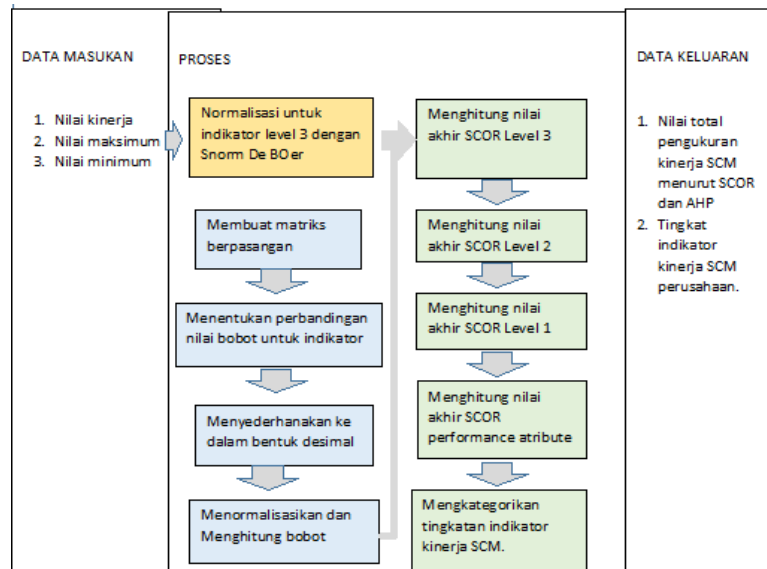 DATA MASUKAN
1. Nilai kinerja
2. Nilai maksimum
3. Nilai minimum
PROSES
Normalisasi untuk
indikator level 3 dengan
Snorm De BOer
Membuat matriks
berpasangan
Menentukan perbandingan
nilai bobot untuk indikator
Menyederhanakan ke
dalam bentuk desimal
Menormalisasikan dan
Menghitung bobot
Menghitung nilai
akhir SCOR Level 3
Menghitung nilai
akhir SCOR Level 2
Menghitung nilai
akhir SCOR Level 1
Menghitung nilai
akhir SCOR
performance atribute
Mengkategorikan
tingkatan indikator
kinerja SCM.
DATA KELUARAN
1. Nilai total
pengukuran
kinerja SCM
menurut SCOR
dan AHP
2. Tingkat
indikator
kinerja SCM
perusahaan.